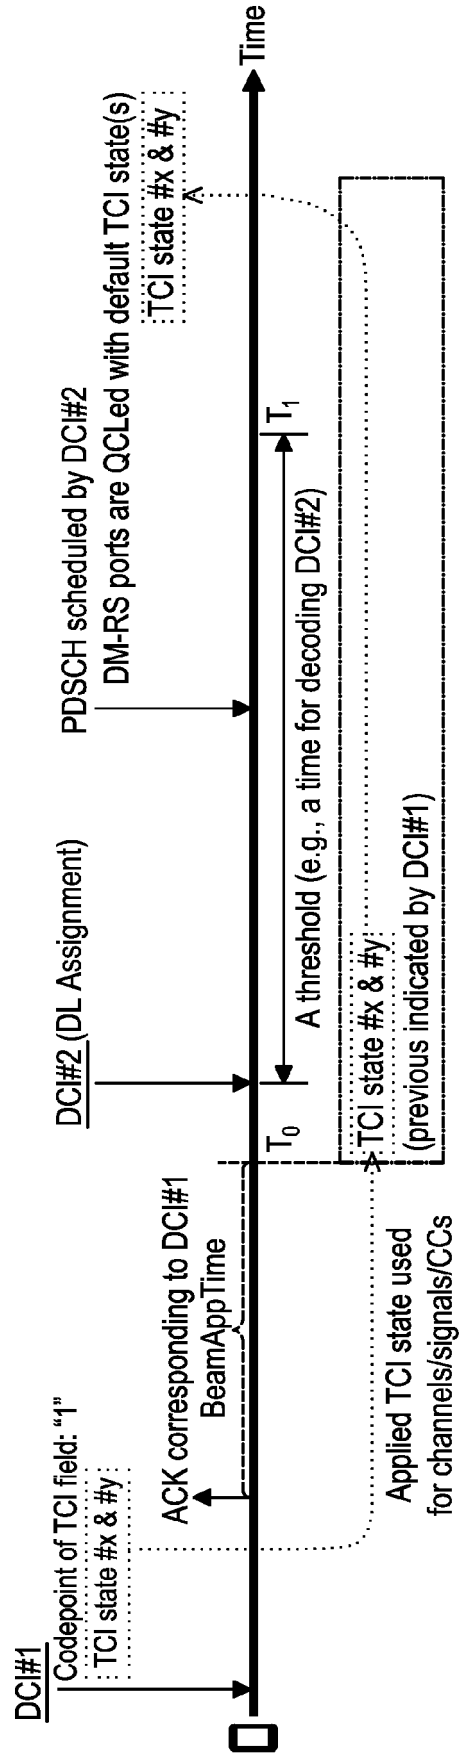 DCI#1
Codepoint of TCI field: “1”
TCI state #x & #y
ACK corresponding to DCI#1
BeamAppTime
Applied TCI state used
for channels/signals/CCs
DCI#2 (DL Assignment)
T0
TCI state #x & #y
(previous indicated by DCI#1)
A threshold (e.g., a time for decoding DCI#2)
PDSCH scheduled by DCI#2
DM-RS ports are QCLed with default TCI state(s)
TCI state #x & #y
T1
Time